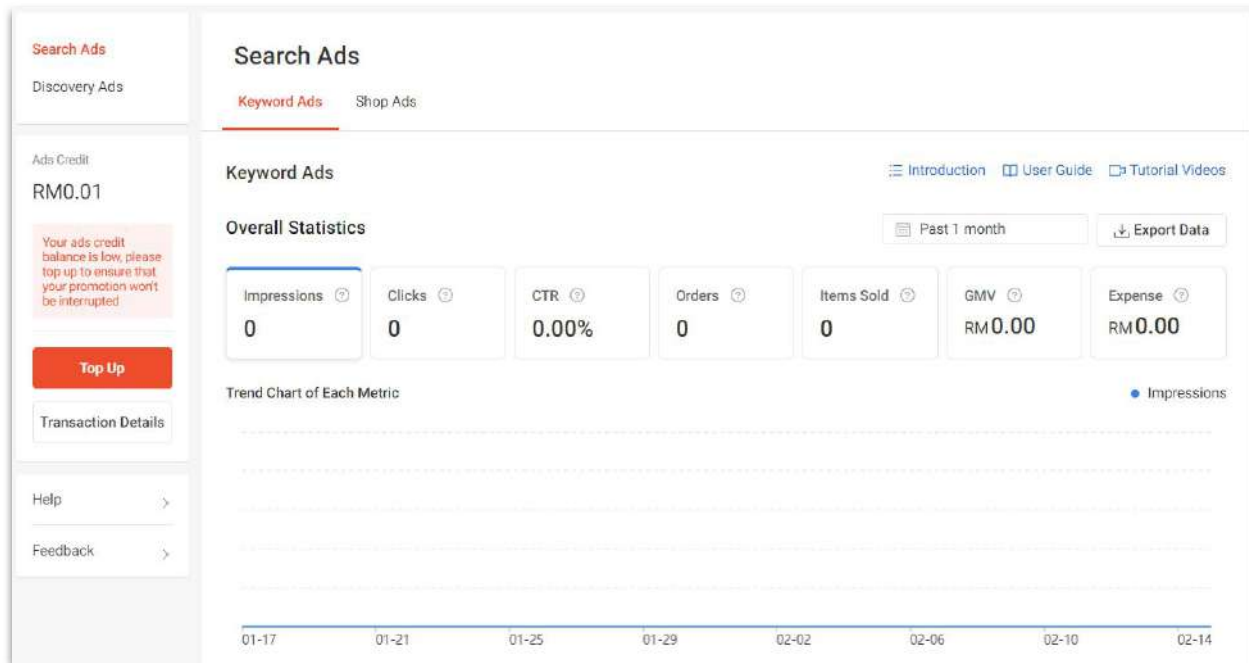 Search Ads
Discovery Ads
Ads Credit
RM0.01
Your ads credit
balance is low, please
top up to ensure that
your promotion won't
be interrupted
Top Up
Transaction Details
Help
Feedback
Search Ads
Keyword Ads Shop Ads
Keyword Ads
Introduction User Guide Tutorial Videos
Overall Statistics
Past 1 month Export Data
Impressions Clicks CTR Orders Items Sold GMV Expense
0 0 0.00% 0 0 RM0.00 RM0.00
Trend Chart of Each Metric
Impressions
01-17 01-21 01-25 01-29 02-02 02-06 02-10 02-14